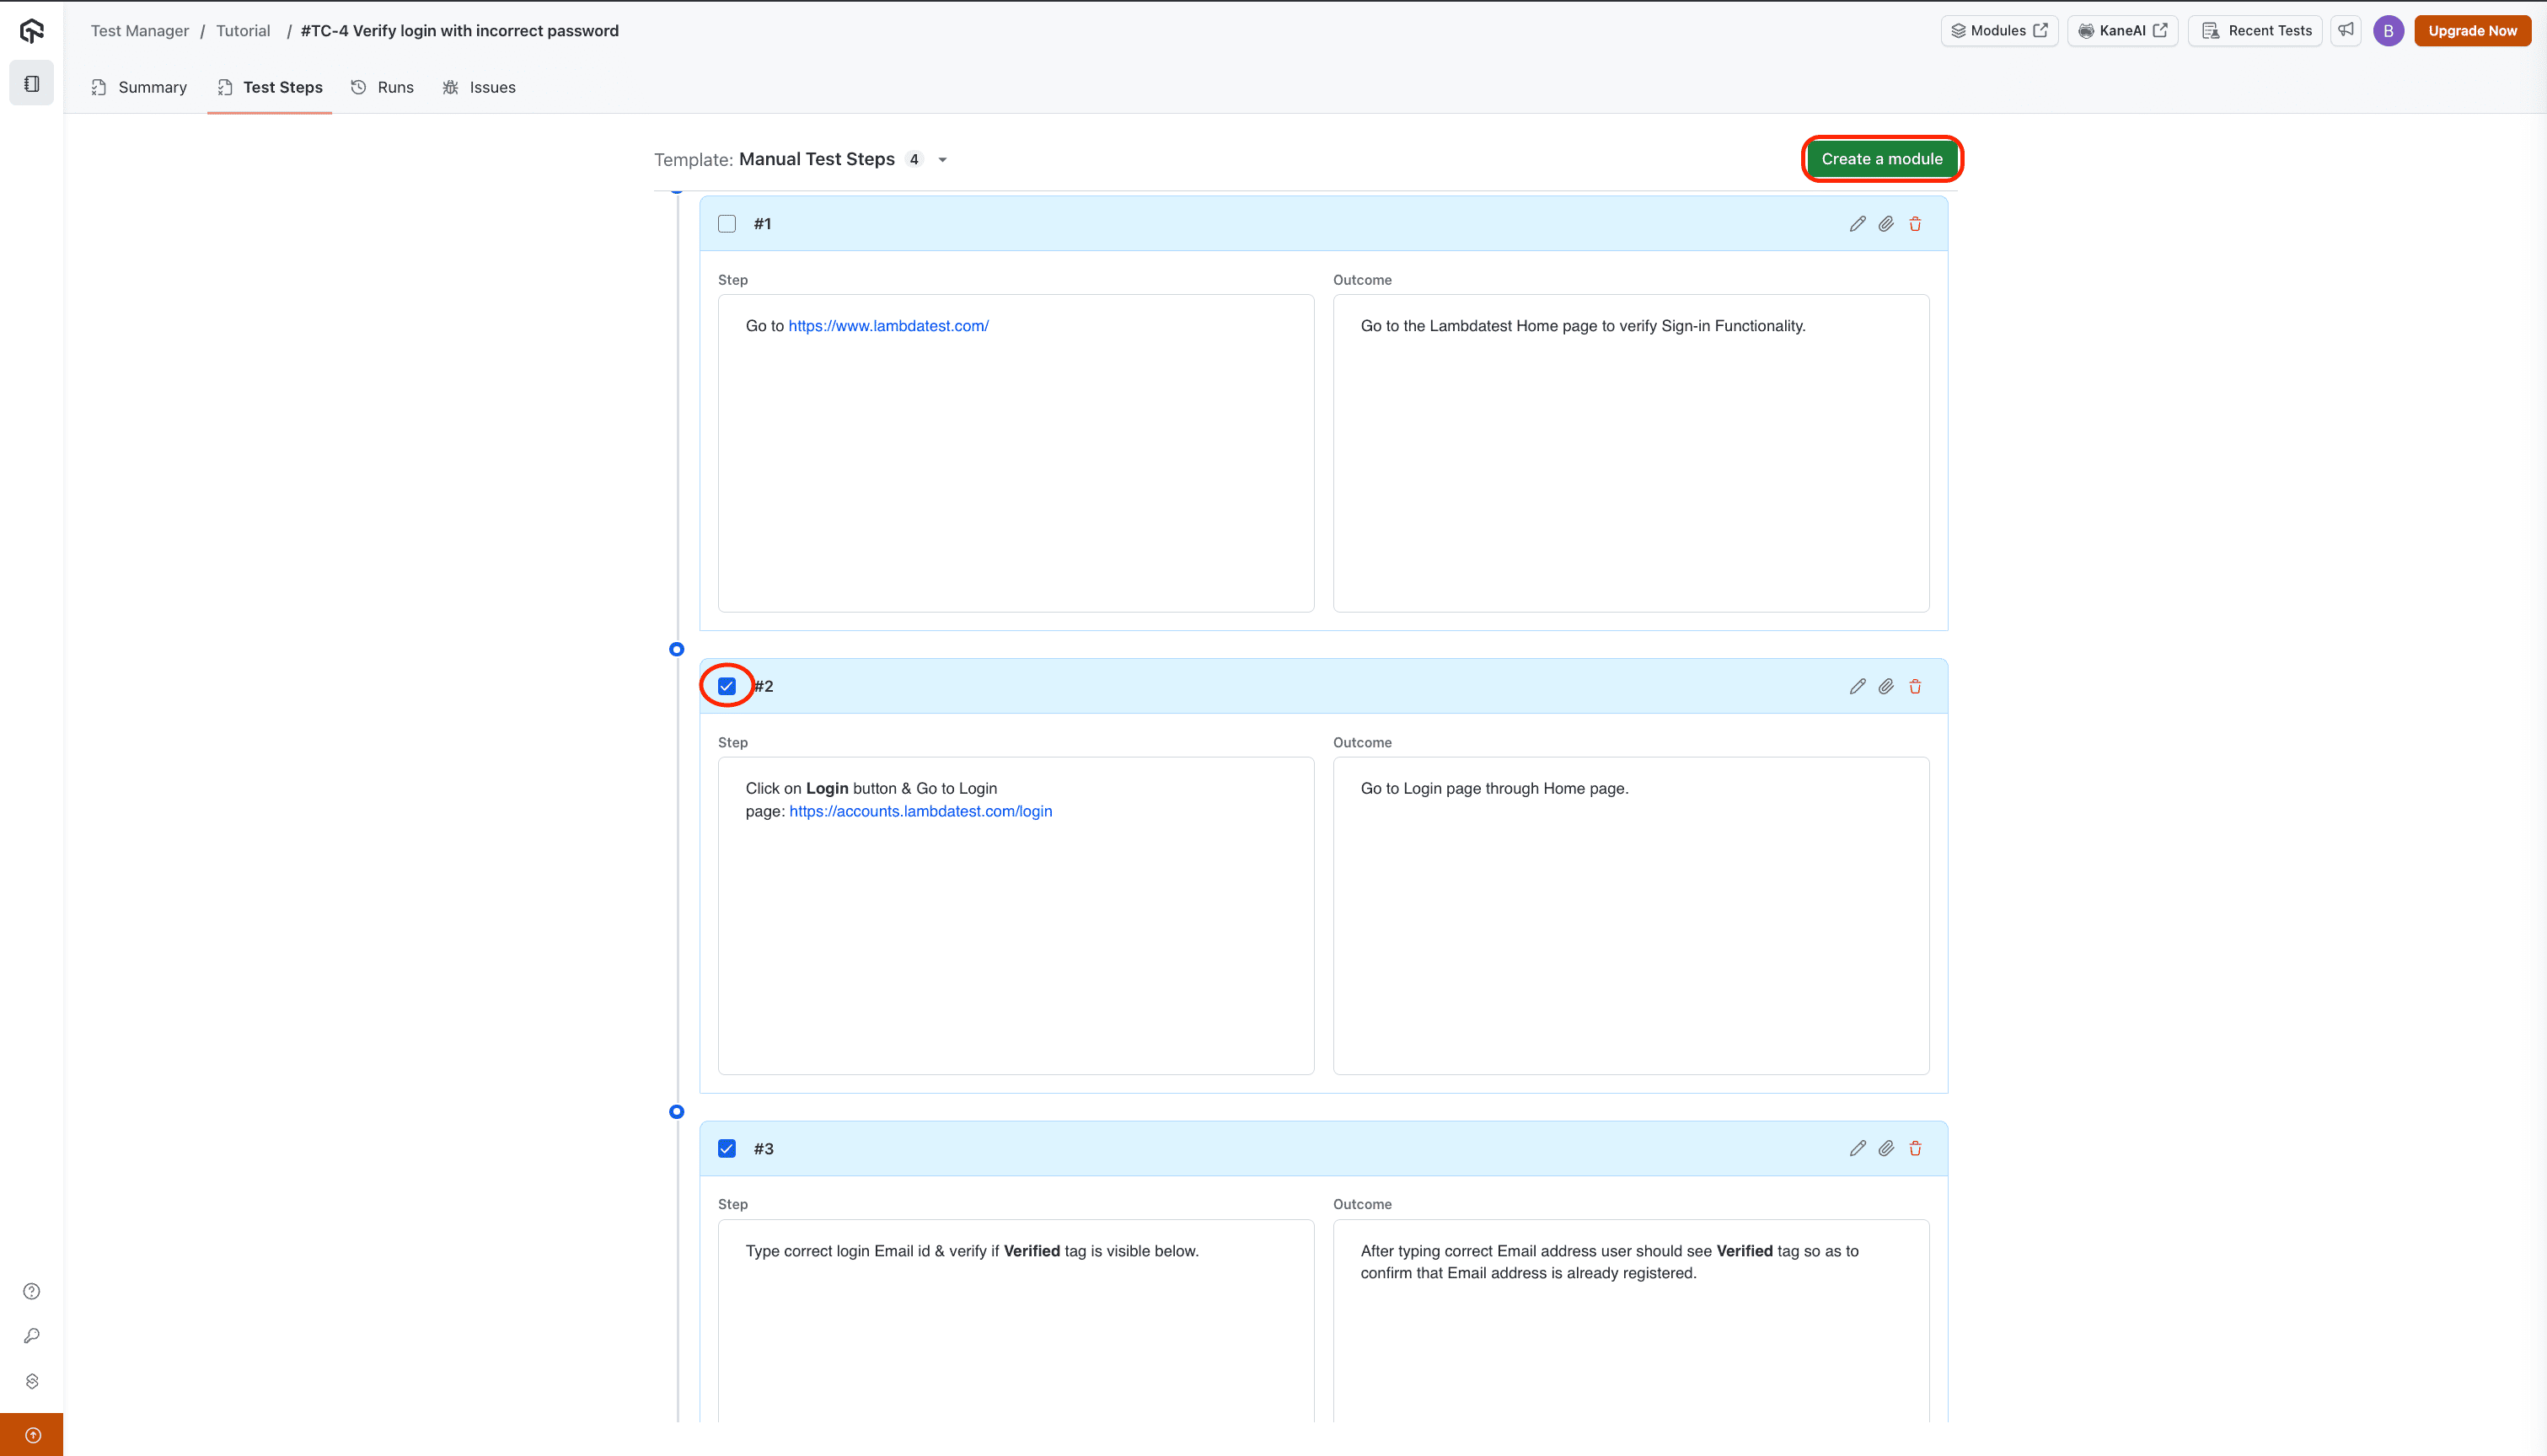 Test Manager / Tutorial / #TC-4 Verify login with incorrect password
Modules
KaneAI
Recent Tests
B
Upgrade Now
Summary
Test Steps
Runs
Issues
Template: Manual Test Steps 4
Create a module
#1
Step
Outcome
Go to https://www.lambdatest.com/
Go to the Lambdatest Home page to verify Sign-in Functionality.
#2
Step
Outcome
Click on Login button & Go to Login
page: https://accounts.lambdatest.com/login
Go to Login page through Home page.
#3
Step
Outcome
Type correct login Email id & verify if Verified tag is visible below.
After typing correct Email address user should see Verified tag so as to
confirm that Email address is already registered.